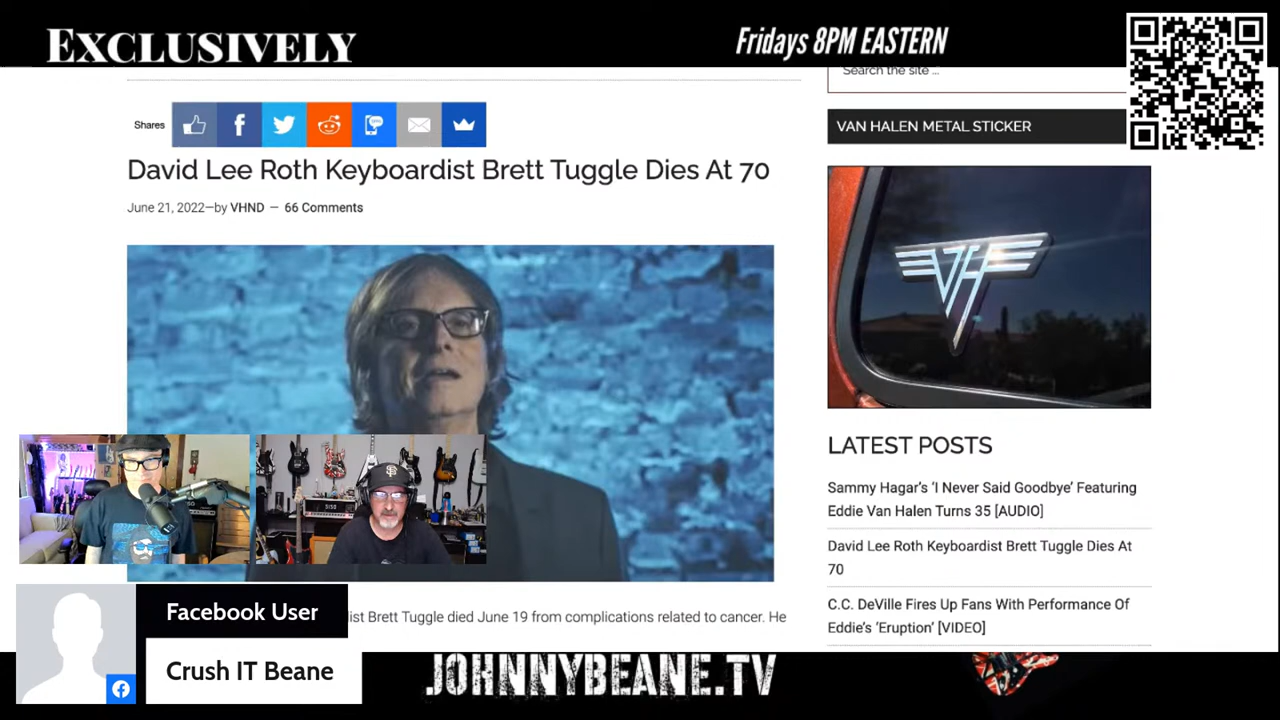 EXCLUSIVELY
Fridays 8PM EASTERN
Search the site ...
Shares
David Lee Roth Keyboardist Brett Tuggle Dies At 70
June 21, 2022—by VHND — 66 Comments
VAN HALEN METAL STICKER
VH
LATEST POSTS
Sammy Hagar's 'I Never Said Goodbye' Featuring
Eddie Van Halen Turns 35 [AUDIO]
David Lee Roth Keyboardist Brett Tuggle Dies At
70
C.C. DeVille Fires Up Fans With Performance Of
Eddie's 'Eruption' [VIDEO]
5150
Facebook User
ist Brett Tuggle died June 19 from complications related to cancer. He
Crush IT Beane
JOHNNYBEANE.TV